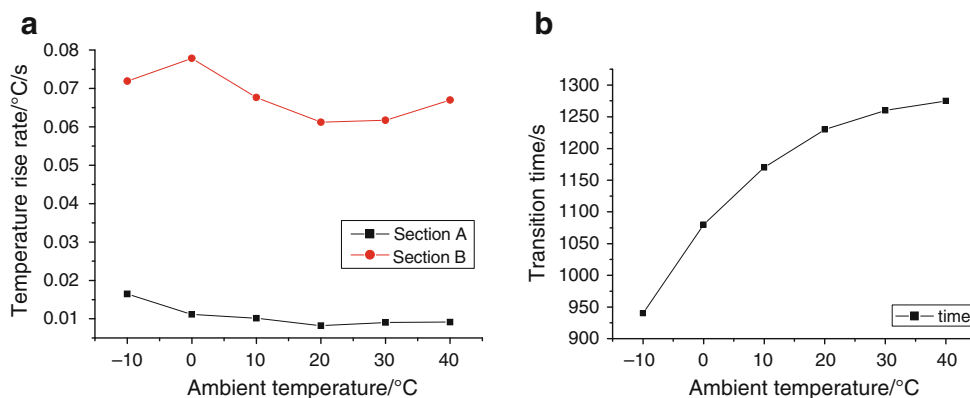 a
Temperature rise rate/°C/s
0.08
0.07
0.06
0.05
0.04
0.03
0.02
0.01
Section A
Section B
–10 0 10 20 30 40
Ambient temperature/°C
b
Transition time/s
1300
1250
1200
1150
1100
1050
1000
950
900
time
–10 0 10 20 30 40
Ambient temperature/°C